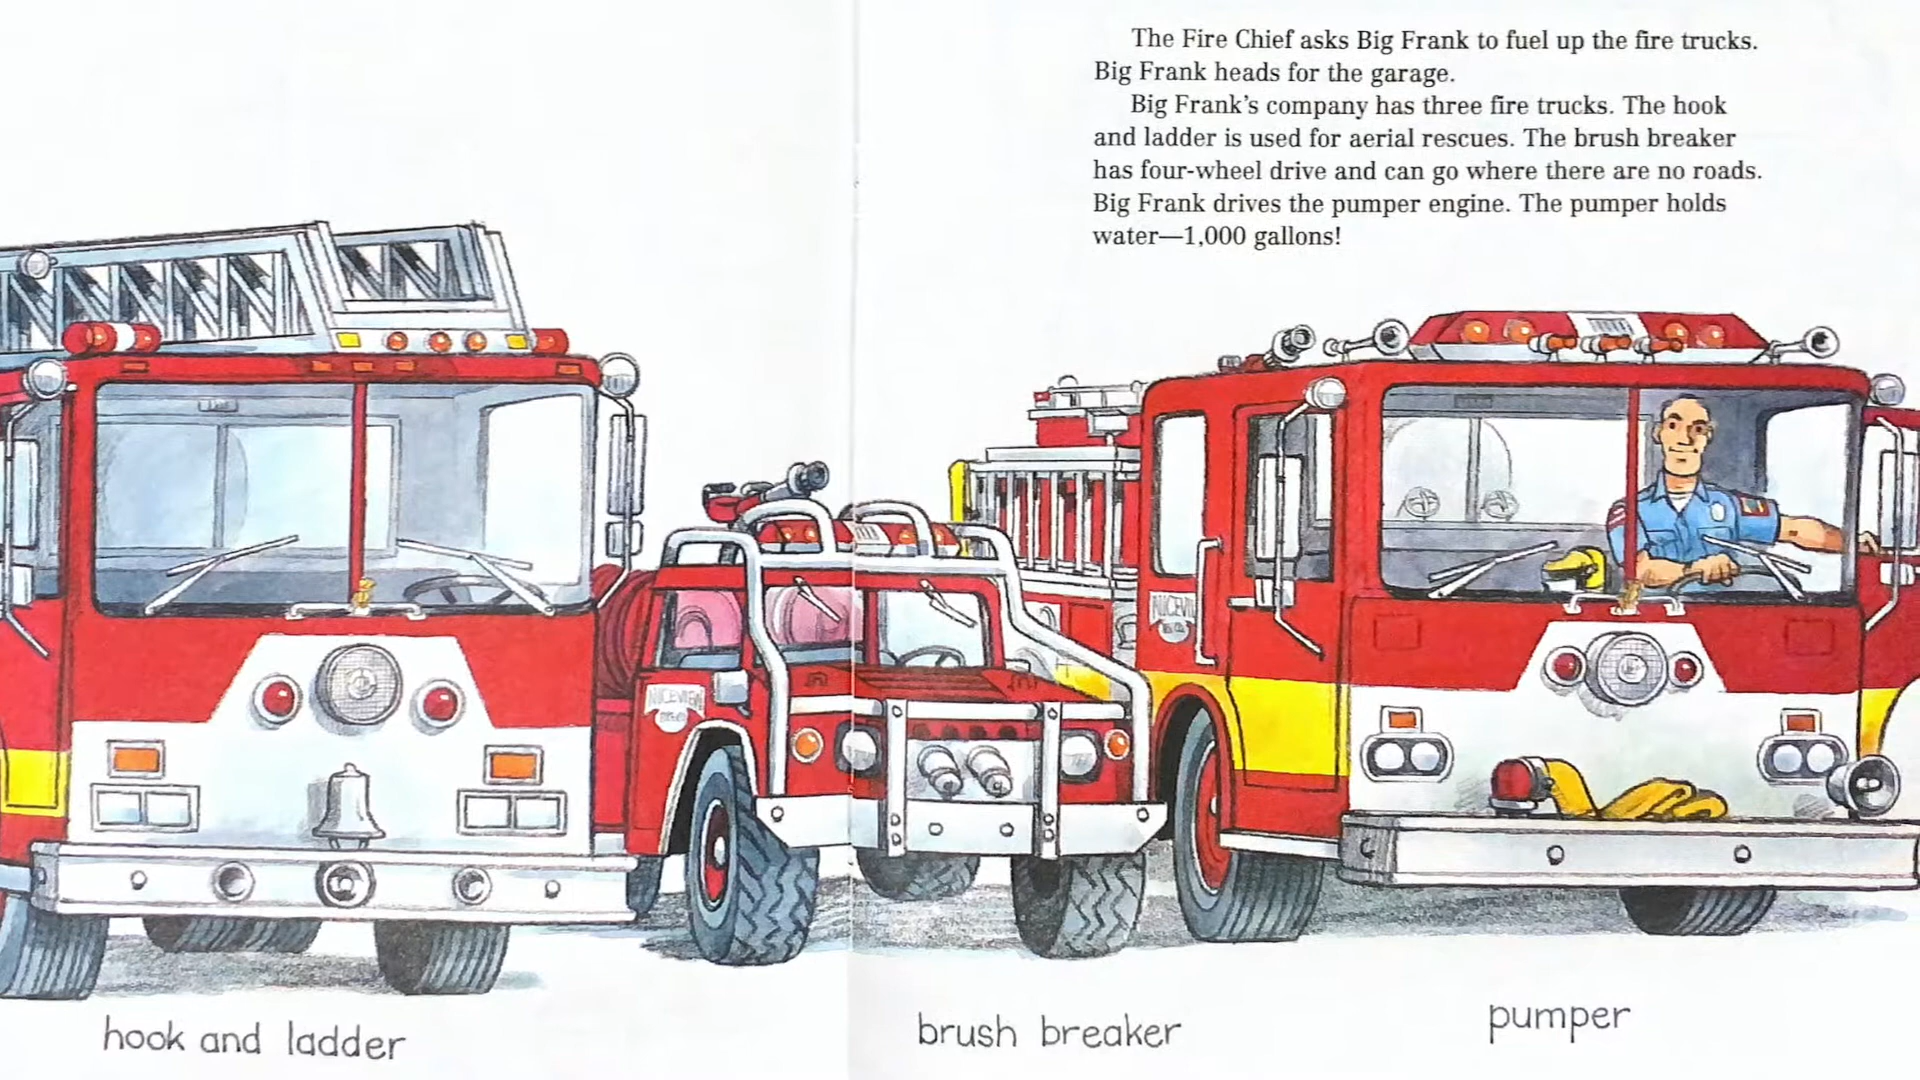 The Fire Chief asks Big Frank to fuel up the fire trucks.
Big Frank heads for the garage.
Big Frank's company has three fire trucks. The hook
and ladder is used for aerial rescues. The brush breaker
has four-wheel drive and can go where there are no roads.
Big Frank drives the pumper engine. The pumper holds
water—1,000 gallons!
NICEVIEW
hook and ladder
brush breaker
pumper